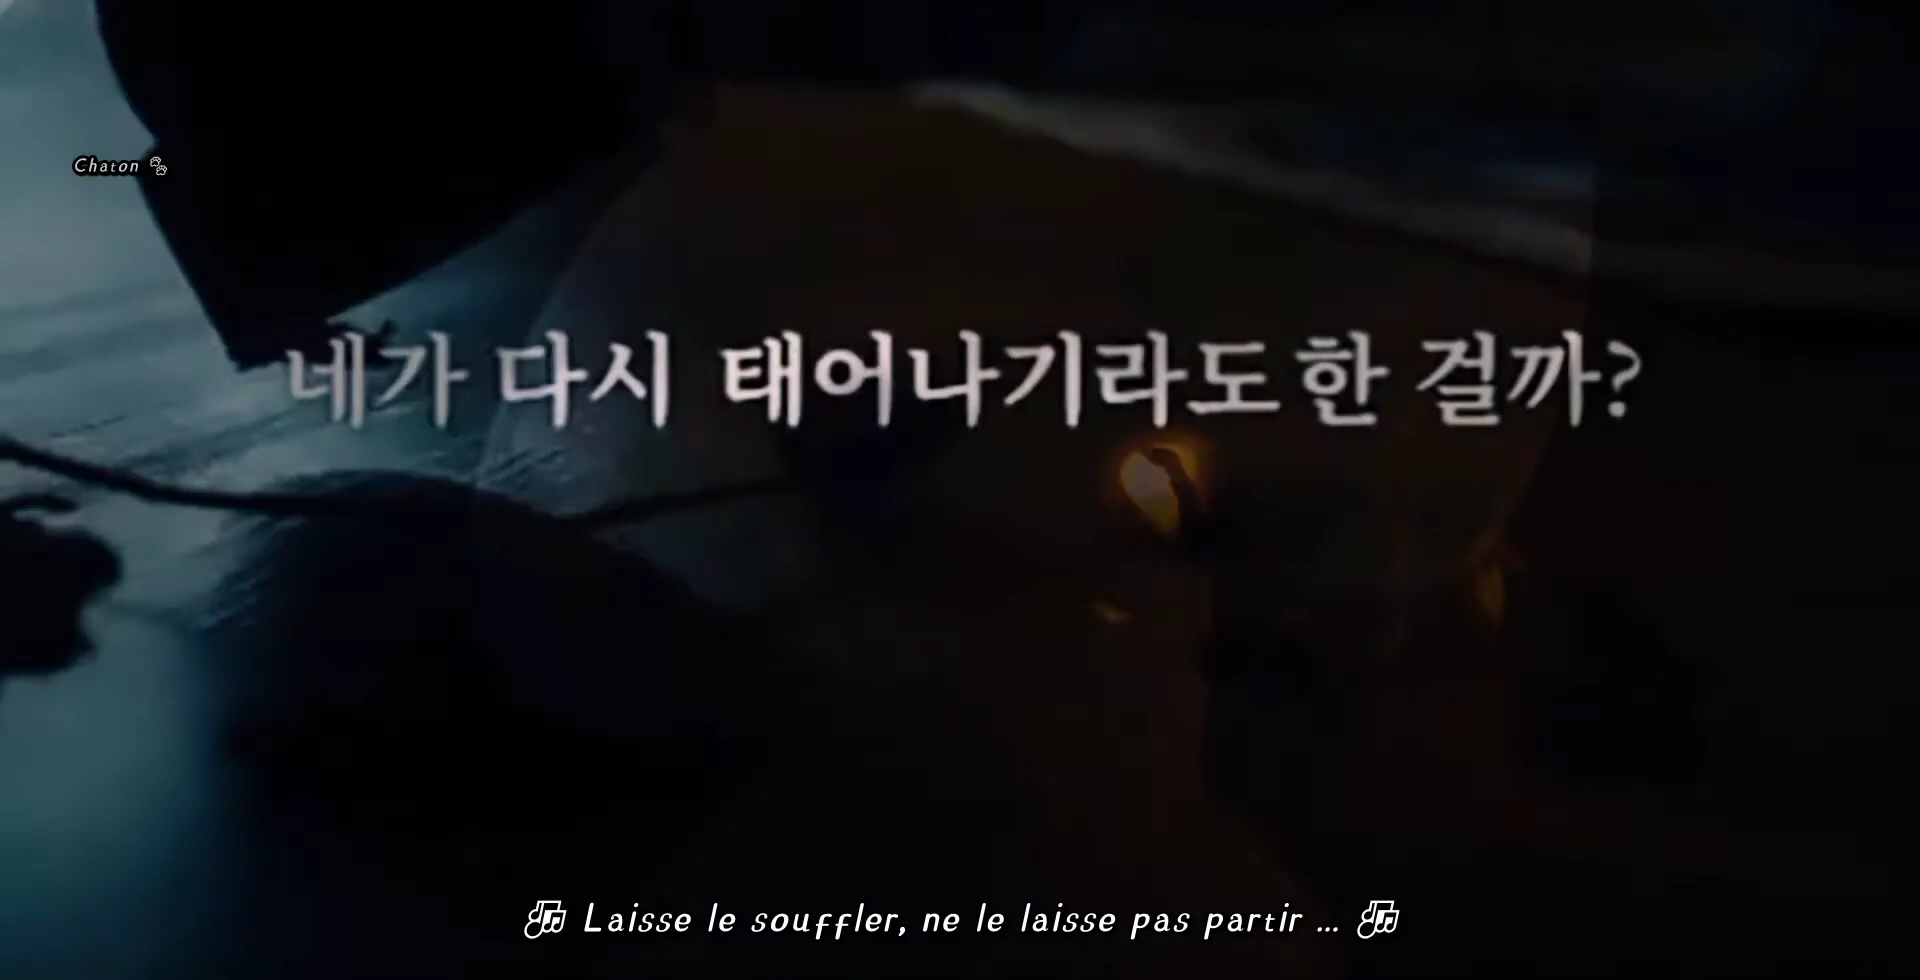 Chaton
네가 다시 태어나기라도 한 걸까?
Laisse le souffler, ne le laisse pas partir ...